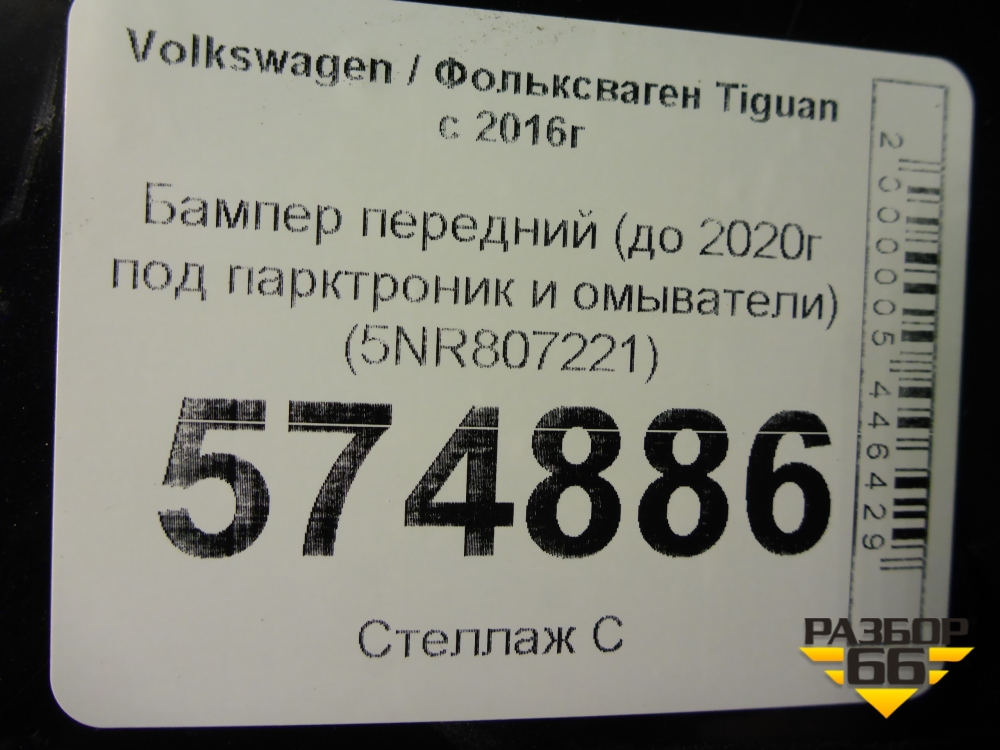 Volkswagen / Фольксваген Tiguan
с 2016г
Бампер передний (до 2020г
под парктроник и омыватели)
(5NR807221)
574886
Стеллаж С
2000005446429
РАЗБОР
66